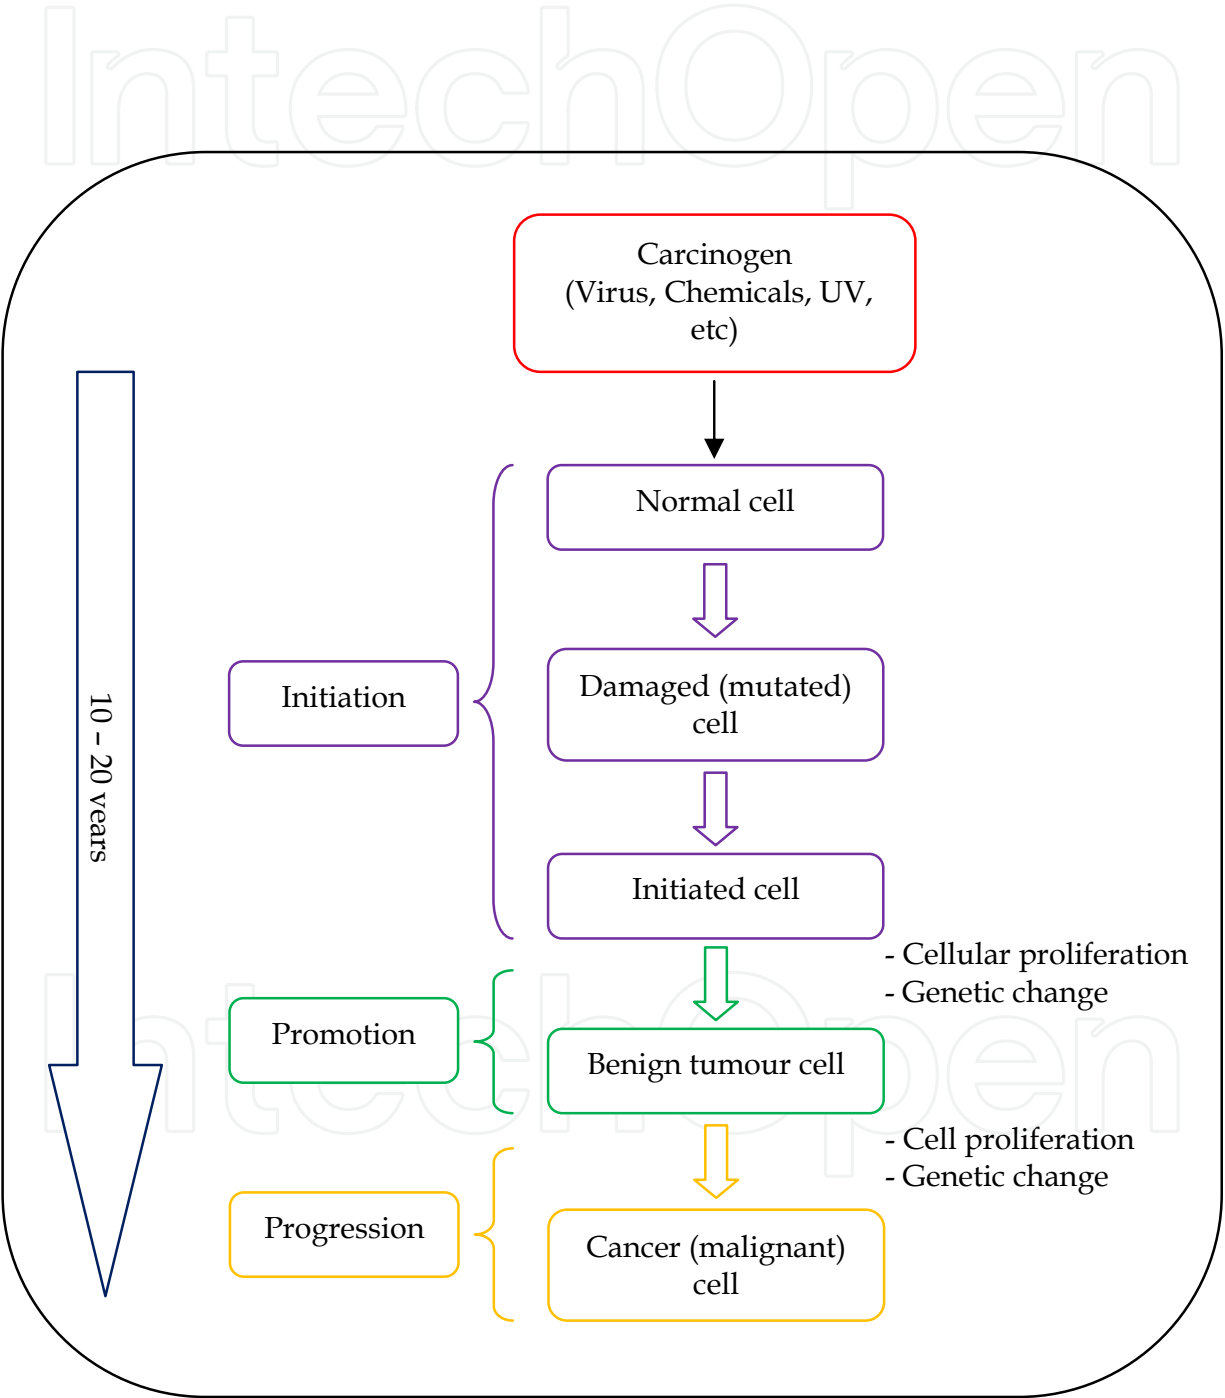 IntechOpen
Carcinogen
(Virus, Chemicals, UV,
etc)
Normal cell
Initiation
Damaged (mutated)
cell
10 – 20 years
Initiated cell
- Cellular proliferation
- Genetic change
IntechOpen
Promotion
Benign tumour cell
- Cell proliferation
- Genetic change
Progression
Cancer (malignant)
cell